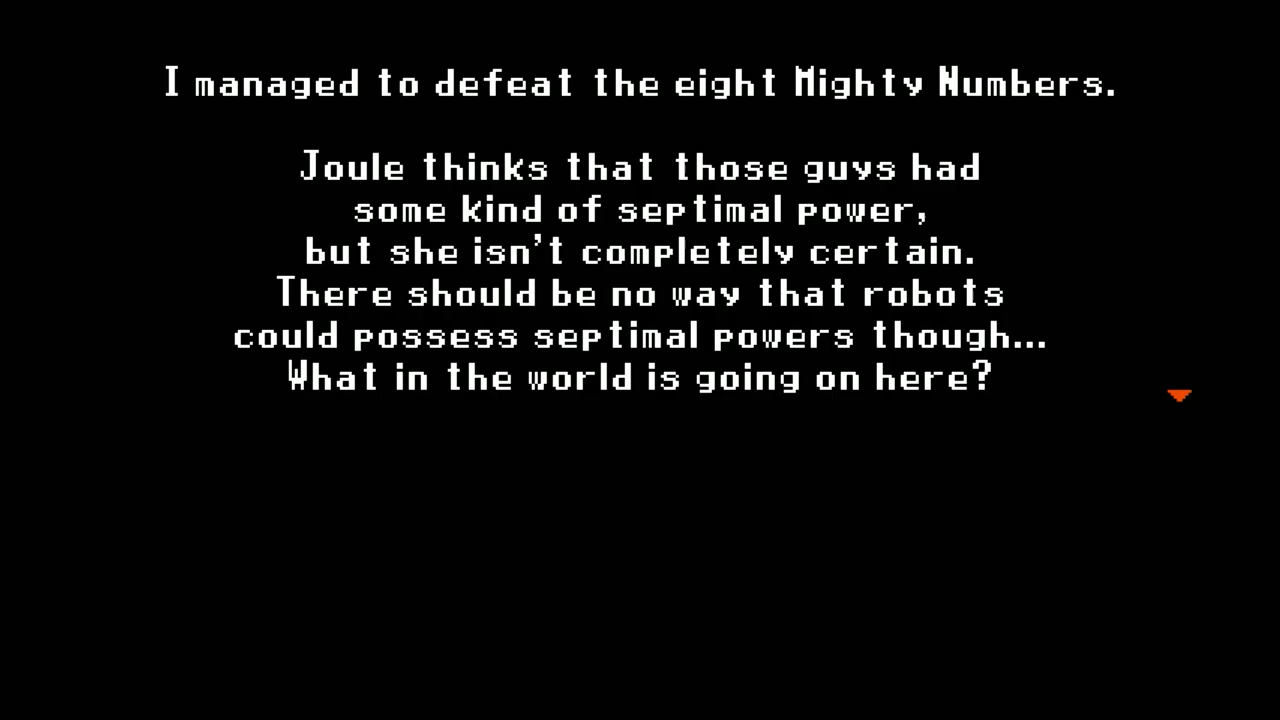 I managed to defeat the eight Mighty Numbers.
Joule thinks that those guys had
some kind of septimal power,
but she isn't completely certain.
There should be no way that robots
could possess septimal powers though...
What in the world is going on here?